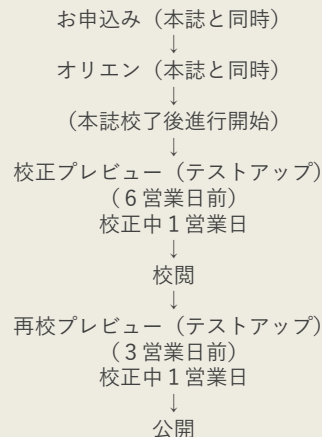 お申込み（本誌と同時）
↓
オリエン（本誌と同時）
↓
（本誌校了後進行開始）
↓
校正プレビュー（テストアップ）
（６営業日前）
校正中１営業日
↓
校閲
↓
再校プレビュー（テストアップ）
（３営業日前）
校正中１営業日
↓
公開